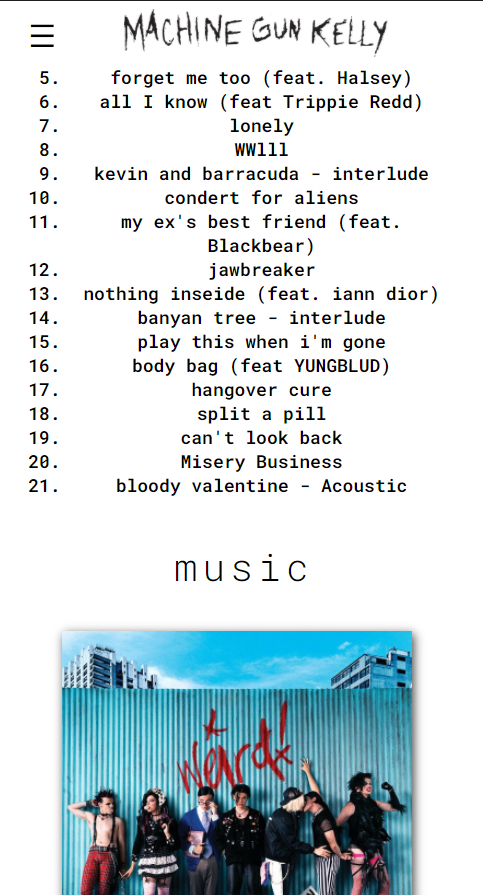 MACHINE GUN KELLY
5. forget me too (feat. Halsey)
6. all I know (feat Trippie Redd)
7. lonely
8. WWlll
9. kevin and barracuda - interlude
10. condert for aliens
11. my ex's best friend (feat.
Blackbear)
12. jawbreaker
13. nothing inseide (feat. iann dior)
14. banyan tree - interlude
15. play this when i'm gone
16. body bag (feat YUNGBLUD)
17. hangover cure
18. split a pill
19. can't look back
20. Misery Business
21. bloody valentine - Acoustic
music
weird!